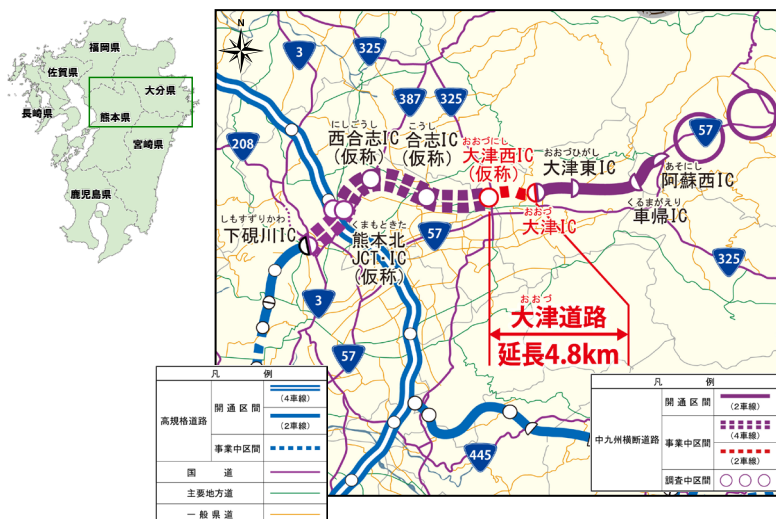 福岡県
佐賀県
大分県
長崎県
熊本県
宮崎県
鹿児島県
N
3
325
387
325
208
57
にしごうし
西合志IC
(仮称)
こうし
合志IC
(仮称)
おおづにし
大津西IC
(仮称)
おおづひがし
大津東IC
あそにし
阿蘇西IC
くるまがえり
車帰IC
おおづ
大津IC
しもすずりかわ
下硯川IC
くまもときた
熊本北
JCT・IC
(仮称)
57
325
3
57
445
おおづ
大津道路
延長4.8km
凡 例
高規格道路
開通区間
(4車線)
(2車線)
事業中区間
国 道
主要地方道
一般県道
凡 例
中九州横断道路
開通区間
(2車線)
事業中区間
(4車線)
(2車線)
調査中区間